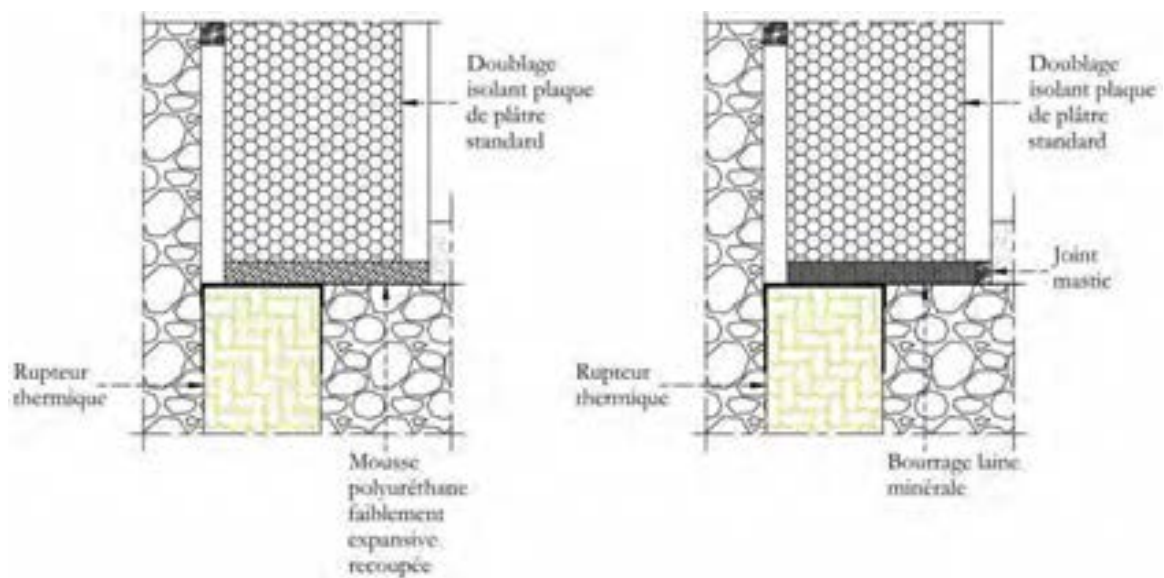 Doublage
isolant plaque
de plâtre
standard
Rupteur
thermique
Mousse
polyuréthane
faiblement
expansive
recoupée
Doublage
isolant plaque
de plâtre
standard
Joint
mastic
Rupteur
thermique
Bourrage laine
minérale